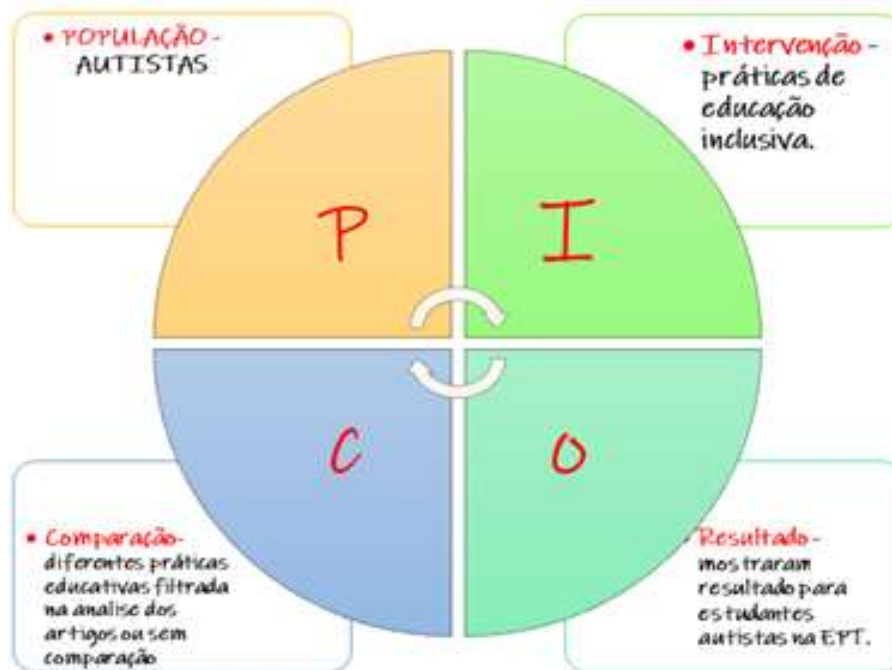 • POPULAÇÃO -
AUTISTAS
• Intervenção -
práticas de
educação
inclusiva.
P
I
C
O
• Comparação-
diferentes práticas
educativas filtrada
na analise dos
artigos ou sem
comparação
• Resultado -
mostraram
resultado para
estudantes
autistas na EPT.